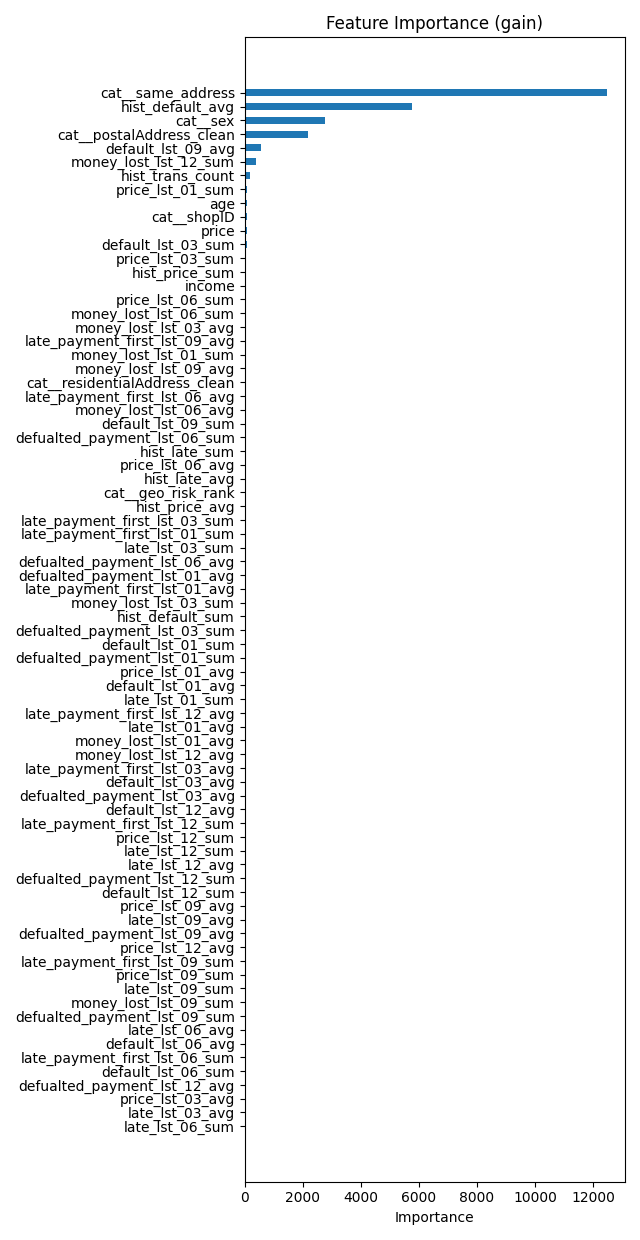 Feature Importance (gain)
cat__same_address
hist_default_avg
cat__sex
cat__postalAddress_clean
default_lst_09_avg
money_lost_lst_12_sum
hist_trans_count
price_lst_01_sum
age
cat__shopID
price
default_lst_03_sum
price_lst_03_sum
hist_price_sum
income
price_lst_06_sum
money_lost_lst_06_sum
money_lost_lst_03_avg
late_payment_first_lst_09_avg
money_lost_lst_01_sum
money_lost_lst_09_avg
cat__residentialAddress_clean
late_payment_first_lst_06_avg
money_lost_lst_06_avg
default_lst_09_sum
defualted_payment_lst_06_sum
hist_late_sum
price_lst_06_avg
hist_late_avg
cat__geo_risk_rank
hist_price_avg
late_payment_first_lst_03_sum
late_payment_first_lst_01_sum
late_lst_03_sum
defualted_payment_lst_06_avg
defualted_payment_lst_01_avg
late_payment_first_lst_01_avg
money_lost_lst_03_sum
hist_default_sum
defualted_payment_lst_03_sum
default_lst_01_sum
defualted_payment_lst_01_sum
price_lst_01_avg
default_lst_01_avg
late_lst_01_sum
late_payment_first_lst_12_avg
late_lst_01_avg
money_lost_lst_01_avg
money_lost_lst_12_avg
late_payment_first_lst_03_avg
default_lst_03_avg
defualted_payment_lst_03_avg
default_lst_12_avg
late_payment_first_lst_12_sum
price_lst_12_sum
late_lst_12_sum
late_lst_12_avg
defualted_payment_lst_12_sum
default_lst_12_sum
price_lst_09_avg
late_lst_09_avg
defualted_payment_lst_09_avg
price_lst_12_avg
late_payment_first_lst_09_sum
price_lst_09_sum
late_lst_09_sum
money_lost_lst_09_sum
defualted_payment_lst_09_sum
late_lst_06_avg
default_lst_06_avg
late_payment_first_lst_06_sum
default_lst_06_sum
defualted_payment_lst_12_avg
price_lst_03_avg
late_lst_03_avg
late_lst_06_sum
0 2000 4000 6000 8000 10000 12000
Importance